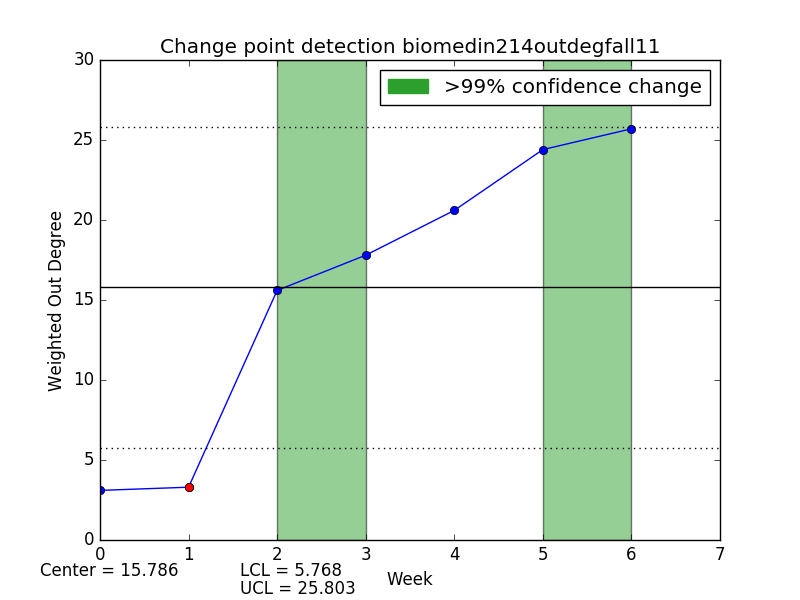 Change point detection biomedin214outdegfall11
>99% confidence change
Weighted Out Degree
30
25
20
15
10
5
0
0 1 2 3 4 5 6 7
Week
Center = 15.786
LCL = 5.768
UCL = 25.803